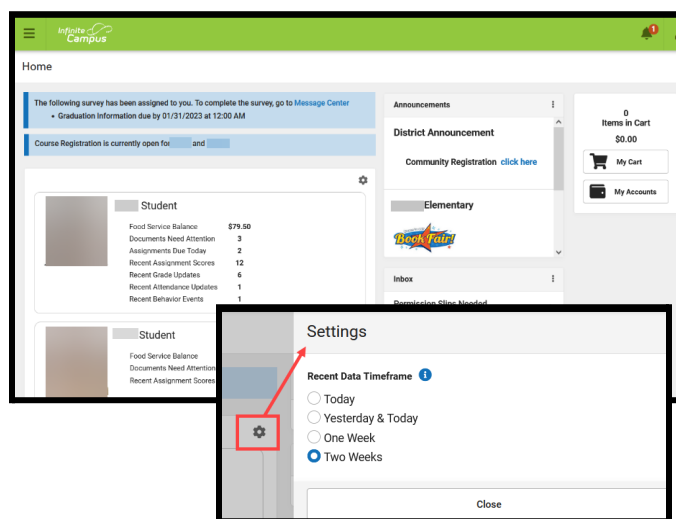 Infinite
Campus
1
Home
The following survey has been assigned to you. To complete the survey, go to Message Center
• Graduation Information due by 01/31/2023 at 12:00 AM
Course Registration is currently open for and
Student
Food Service Balance $79.50
Documents Need Attention 3
Assignments Due Today 2
Recent Assignment Scores 12
Recent Grade Updates 6
Recent Attendance Updates 1
Recent Behavior Events 1
Student
Food Service Balance
Documents Need Attention
Recent Assignment Scores
Announcements
District Announcement
Community Registration click here
Elementary
Book Fair!
Inbox
Permission Slips Needed
0
Items in Cart
$0.00
My Cart
My Accounts
Settings
Recent Data Timeframe
Today
Yesterday & Today
One Week
Two Weeks
Close